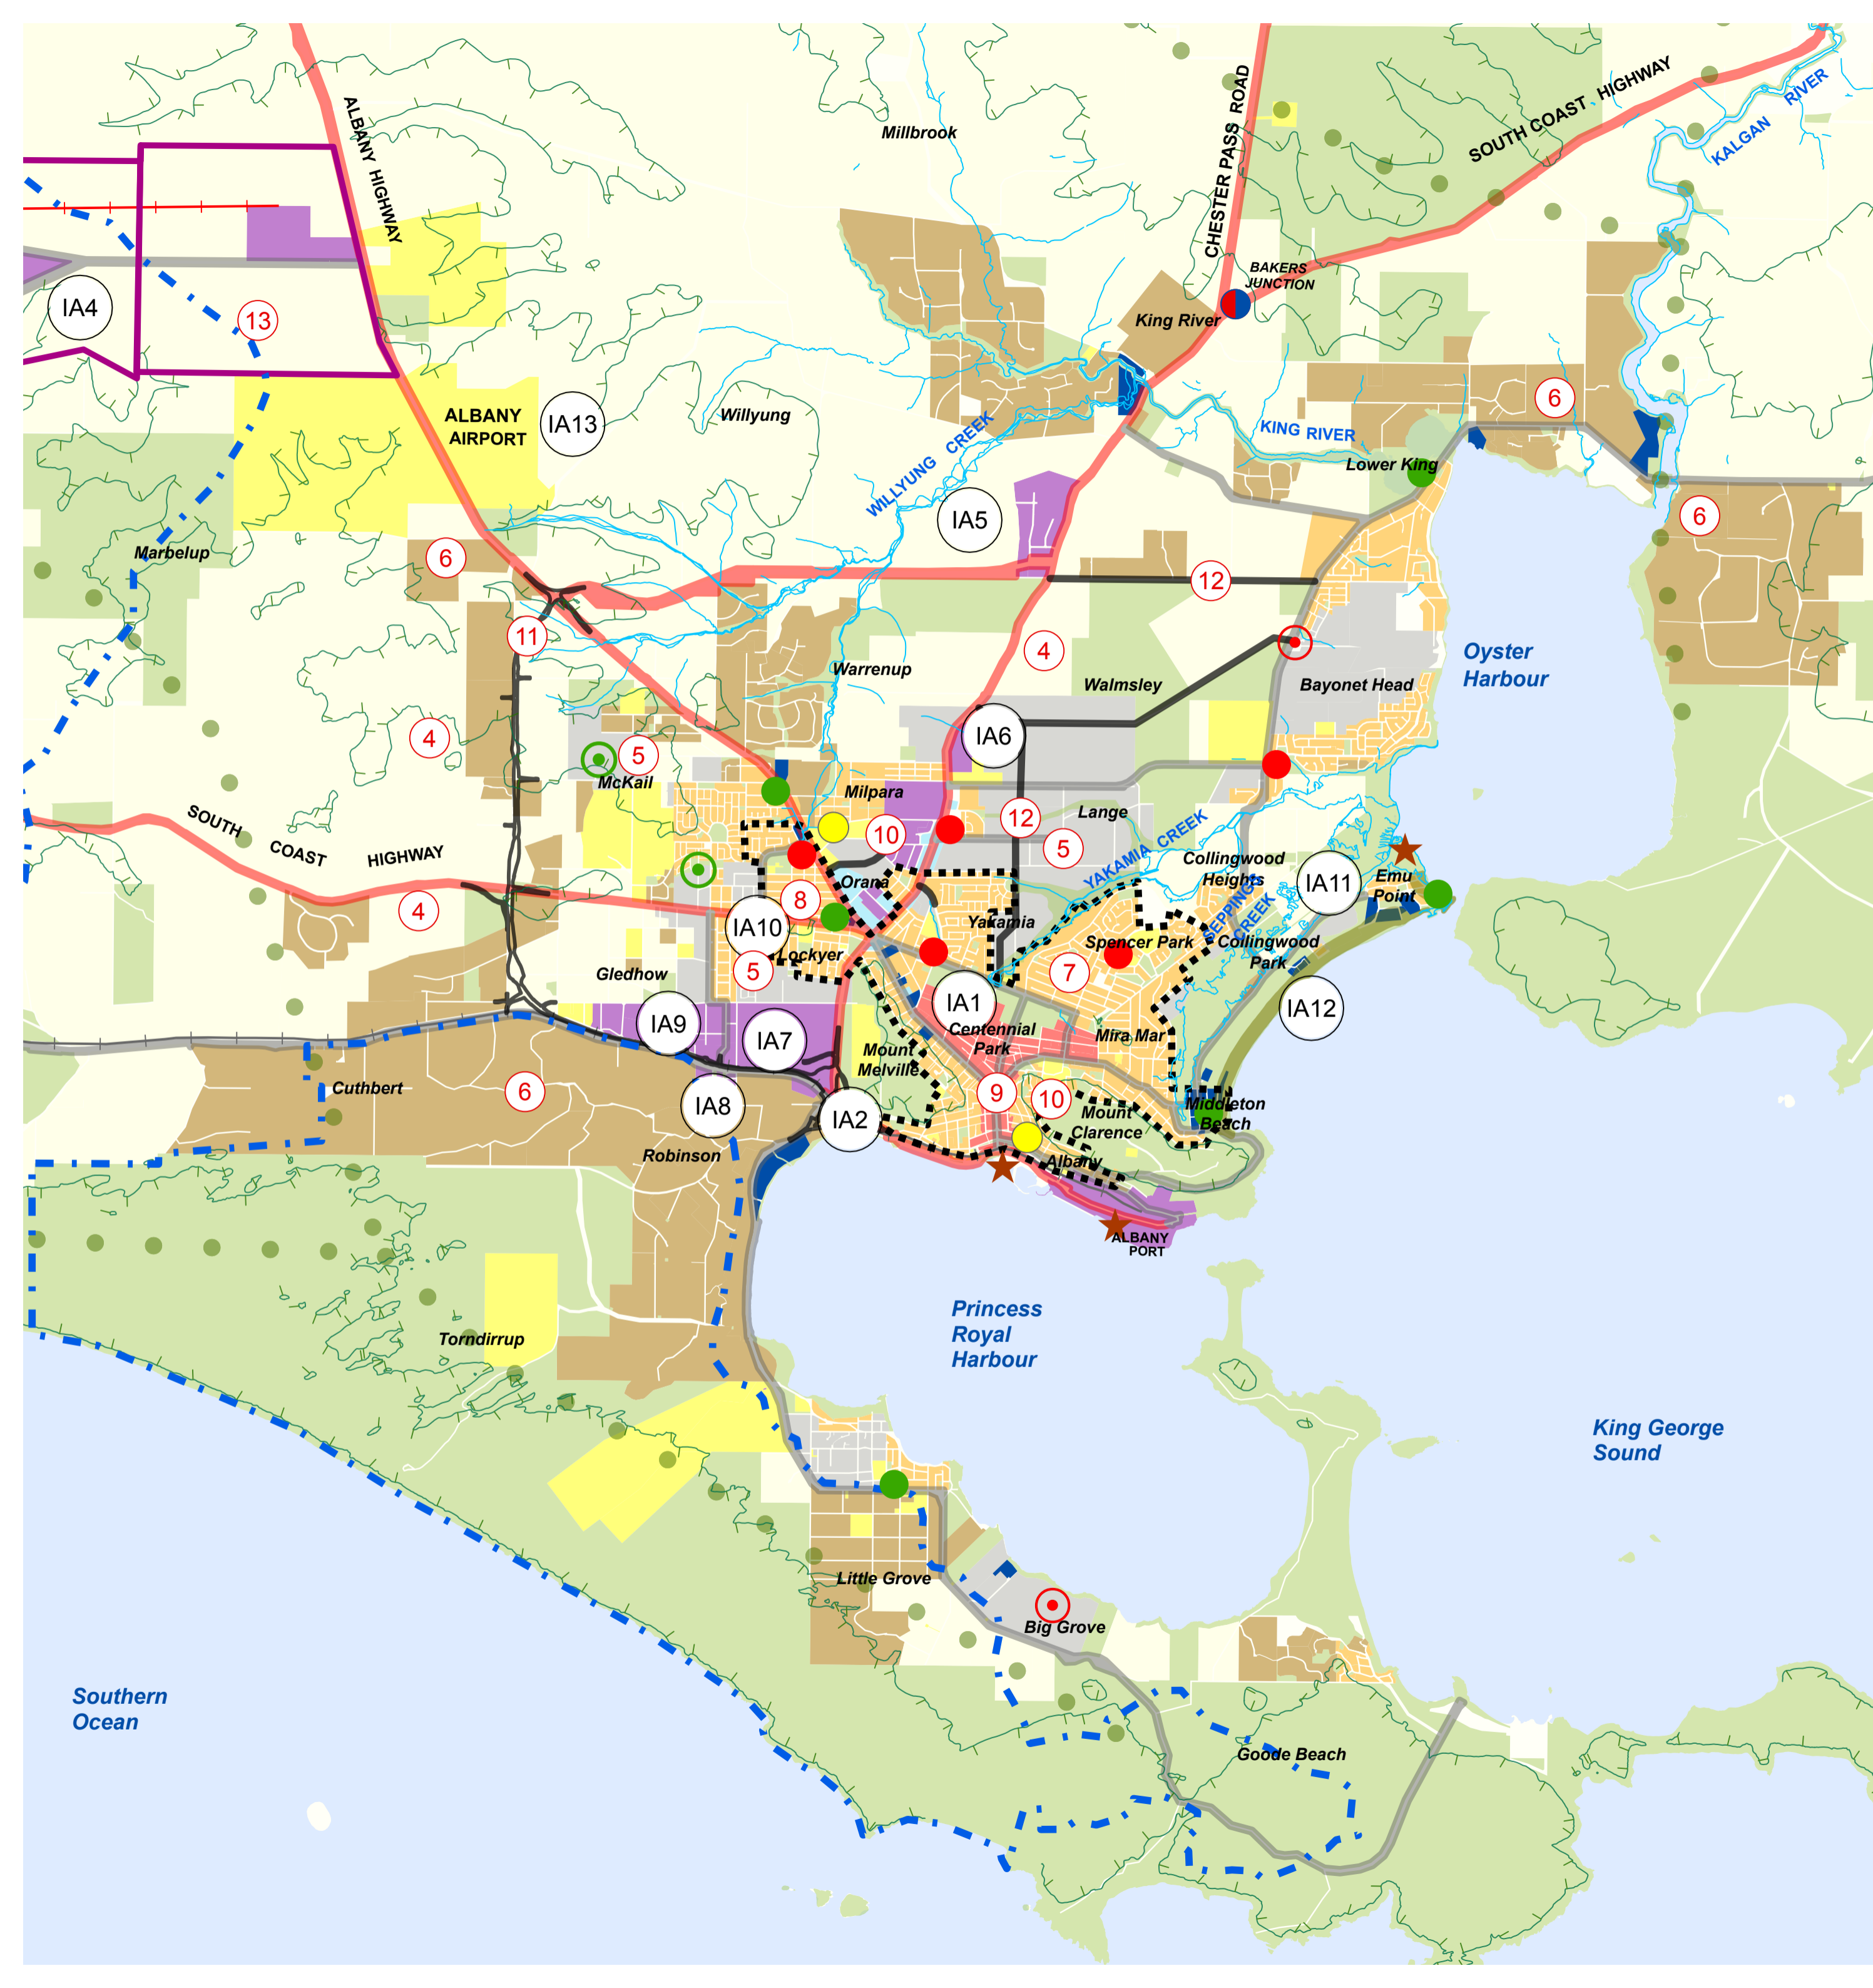 Millbrook
CHESTER PASS ROAD
SOUTH COAST HIGHWAY
KALGAN
RIVER
ALBANY HIGHWAY
BAKERS
JUNCTION
King River
IA4
13
ALBANY
AIRPORT
IA13
Willyung
WILLYUNG CREEK
KING RIVER
6
Lower King
IA5
6
Marbelup
6
12
11
4
Warrenup
Walmsley
Bayonet Head
Oyster
Harbour
4
5
McKail
IA6
Milpara
Lange
SOUTH
COAST
HIGHWAY
10
12
5
YAKAMIA CREEK
Collingwood
Heights
IA11
Emu
Point
Orana
8
4
IA10
Lockyer
Yakamia
Spencer Park
SEPPINGS
CREEK
Collingwood
Park
5
Gledhow
7
IA9
IA7
IA1
Centennial
Park
Mira Mar
IA12
Mount
Melville
Cuthbert
6
IA8
IA2
9
10
Mount
Clarence
Middleton
Beach
Robinson
Albany
ALBANY
PORT
Princess
Royal
Harbour
Torndirrup
King George
Sound
Little Grove
Big Grove
Southern
Ocean
Goode Beach